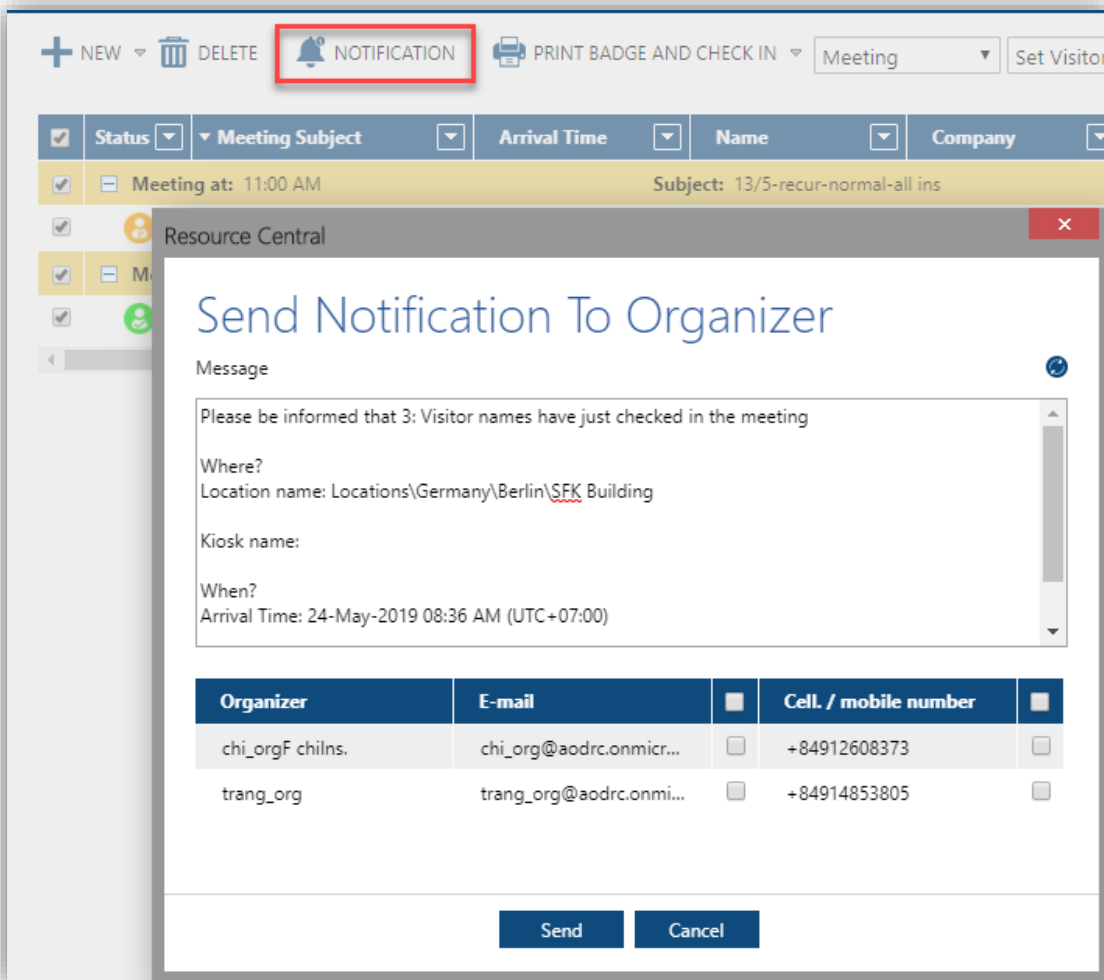 NEW DELETE NOTIFICATION PRINT BADGE AND CHECK IN Meeting Set Visitor
Status Meeting Subject Arrival Time Name Company
Meeting at: 11:00 AM Subject: 13/5-recur-normal-all ins
Resource Central
Send Notification To Organizer
Message
Please be informed that 3: Visitor names have just checked in the meeting
Where?
Location name: Locations\Germany\Berlin\SFK Building
Kiosk name:
When?
Arrival Time: 24-May-2019 08:36 AM (UTC+07:00)
Organizer E-mail Cell. / mobile number
chi_orgF chilns. chi_org@aodrc.onmicr... +84912608373
trang_org trang_org@aodrc.onmi... +84914853805
Send Cancel